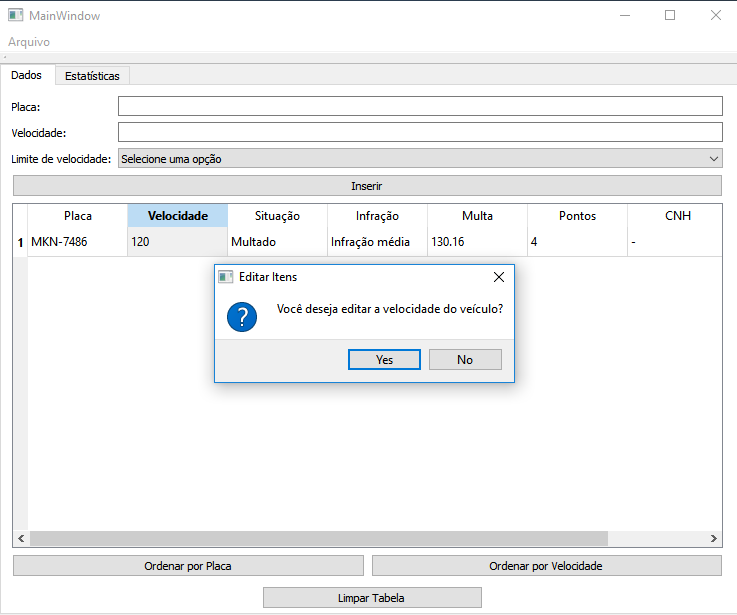 MainWindow
Arquivo
Dados Estatísticas
Placa:
Velocidade:
Limite de velocidade: Selecione uma opção
Inserir
Placa Velocidade Situação Infração Multa Pontos CNH
1 MKN-7486 120 Multado Infração média 130.16 4 -
Editar Itens
Você deseja editar a velocidade do veículo?
Yes No
Ordenar por Placa Ordenar por Velocidade
Limpar Tabela